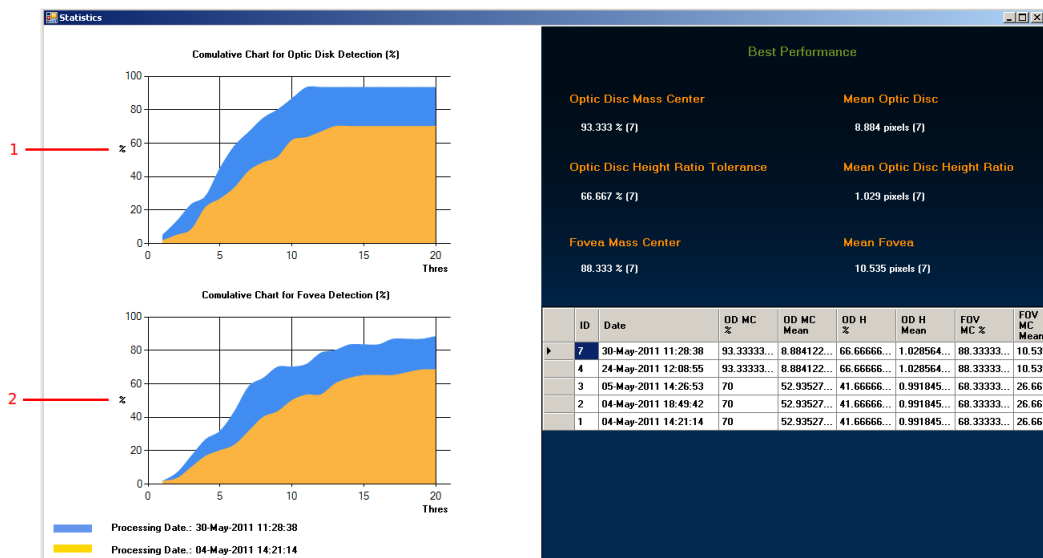 Statistics
Comulative Chart for Optic Disk Detection (%)
100
80
60
40
20
0
%
0 5 10 15 20
Thres
1
Comulative Chart for Fovea Detection (%)
100
80
60
40
20
0
%
0 5 10 15 20
Thres
2
Processing Date.: 30-May-2011 11:28:38
Processing Date.: 04-May-2011 14:21:14
Best Performance
Optic Disc Mass Center Mean Optic Disc
93.333 % (7) 8.884 pixels (7)
Optic Disc Height Ratio Tolerance Mean Optic Disc Height Ratio
66.667 % (7) 1.029 pixels (7)
Fovea Mass Center Mean Fovea
88.333 % (7) 10.535 pixels (7)
ID Date OD MC % OD MC Mean OD H % OD H Mean FOV MC % FOV MC Mean
7 30-May-2011 11:28:38 93.33333... 8.884122... 66.66666... 1.028564... 88.33333... 10.53
4 24-May-2011 12:08:55 93.33333... 8.884122... 66.66666... 1.028564... 88.33333... 10.53
3 05-May-2011 14:26:53 70 52.93527... 41.66666... 0.991845... 68.33333... 26.66
2 04-May-2011 18:49:42 70 52.93527... 41.66666... 0.991845... 68.33333... 26.66
1 04-May-2011 14:21:14 70 52.93527... 41.66666... 0.991845... 68.33333... 26.66